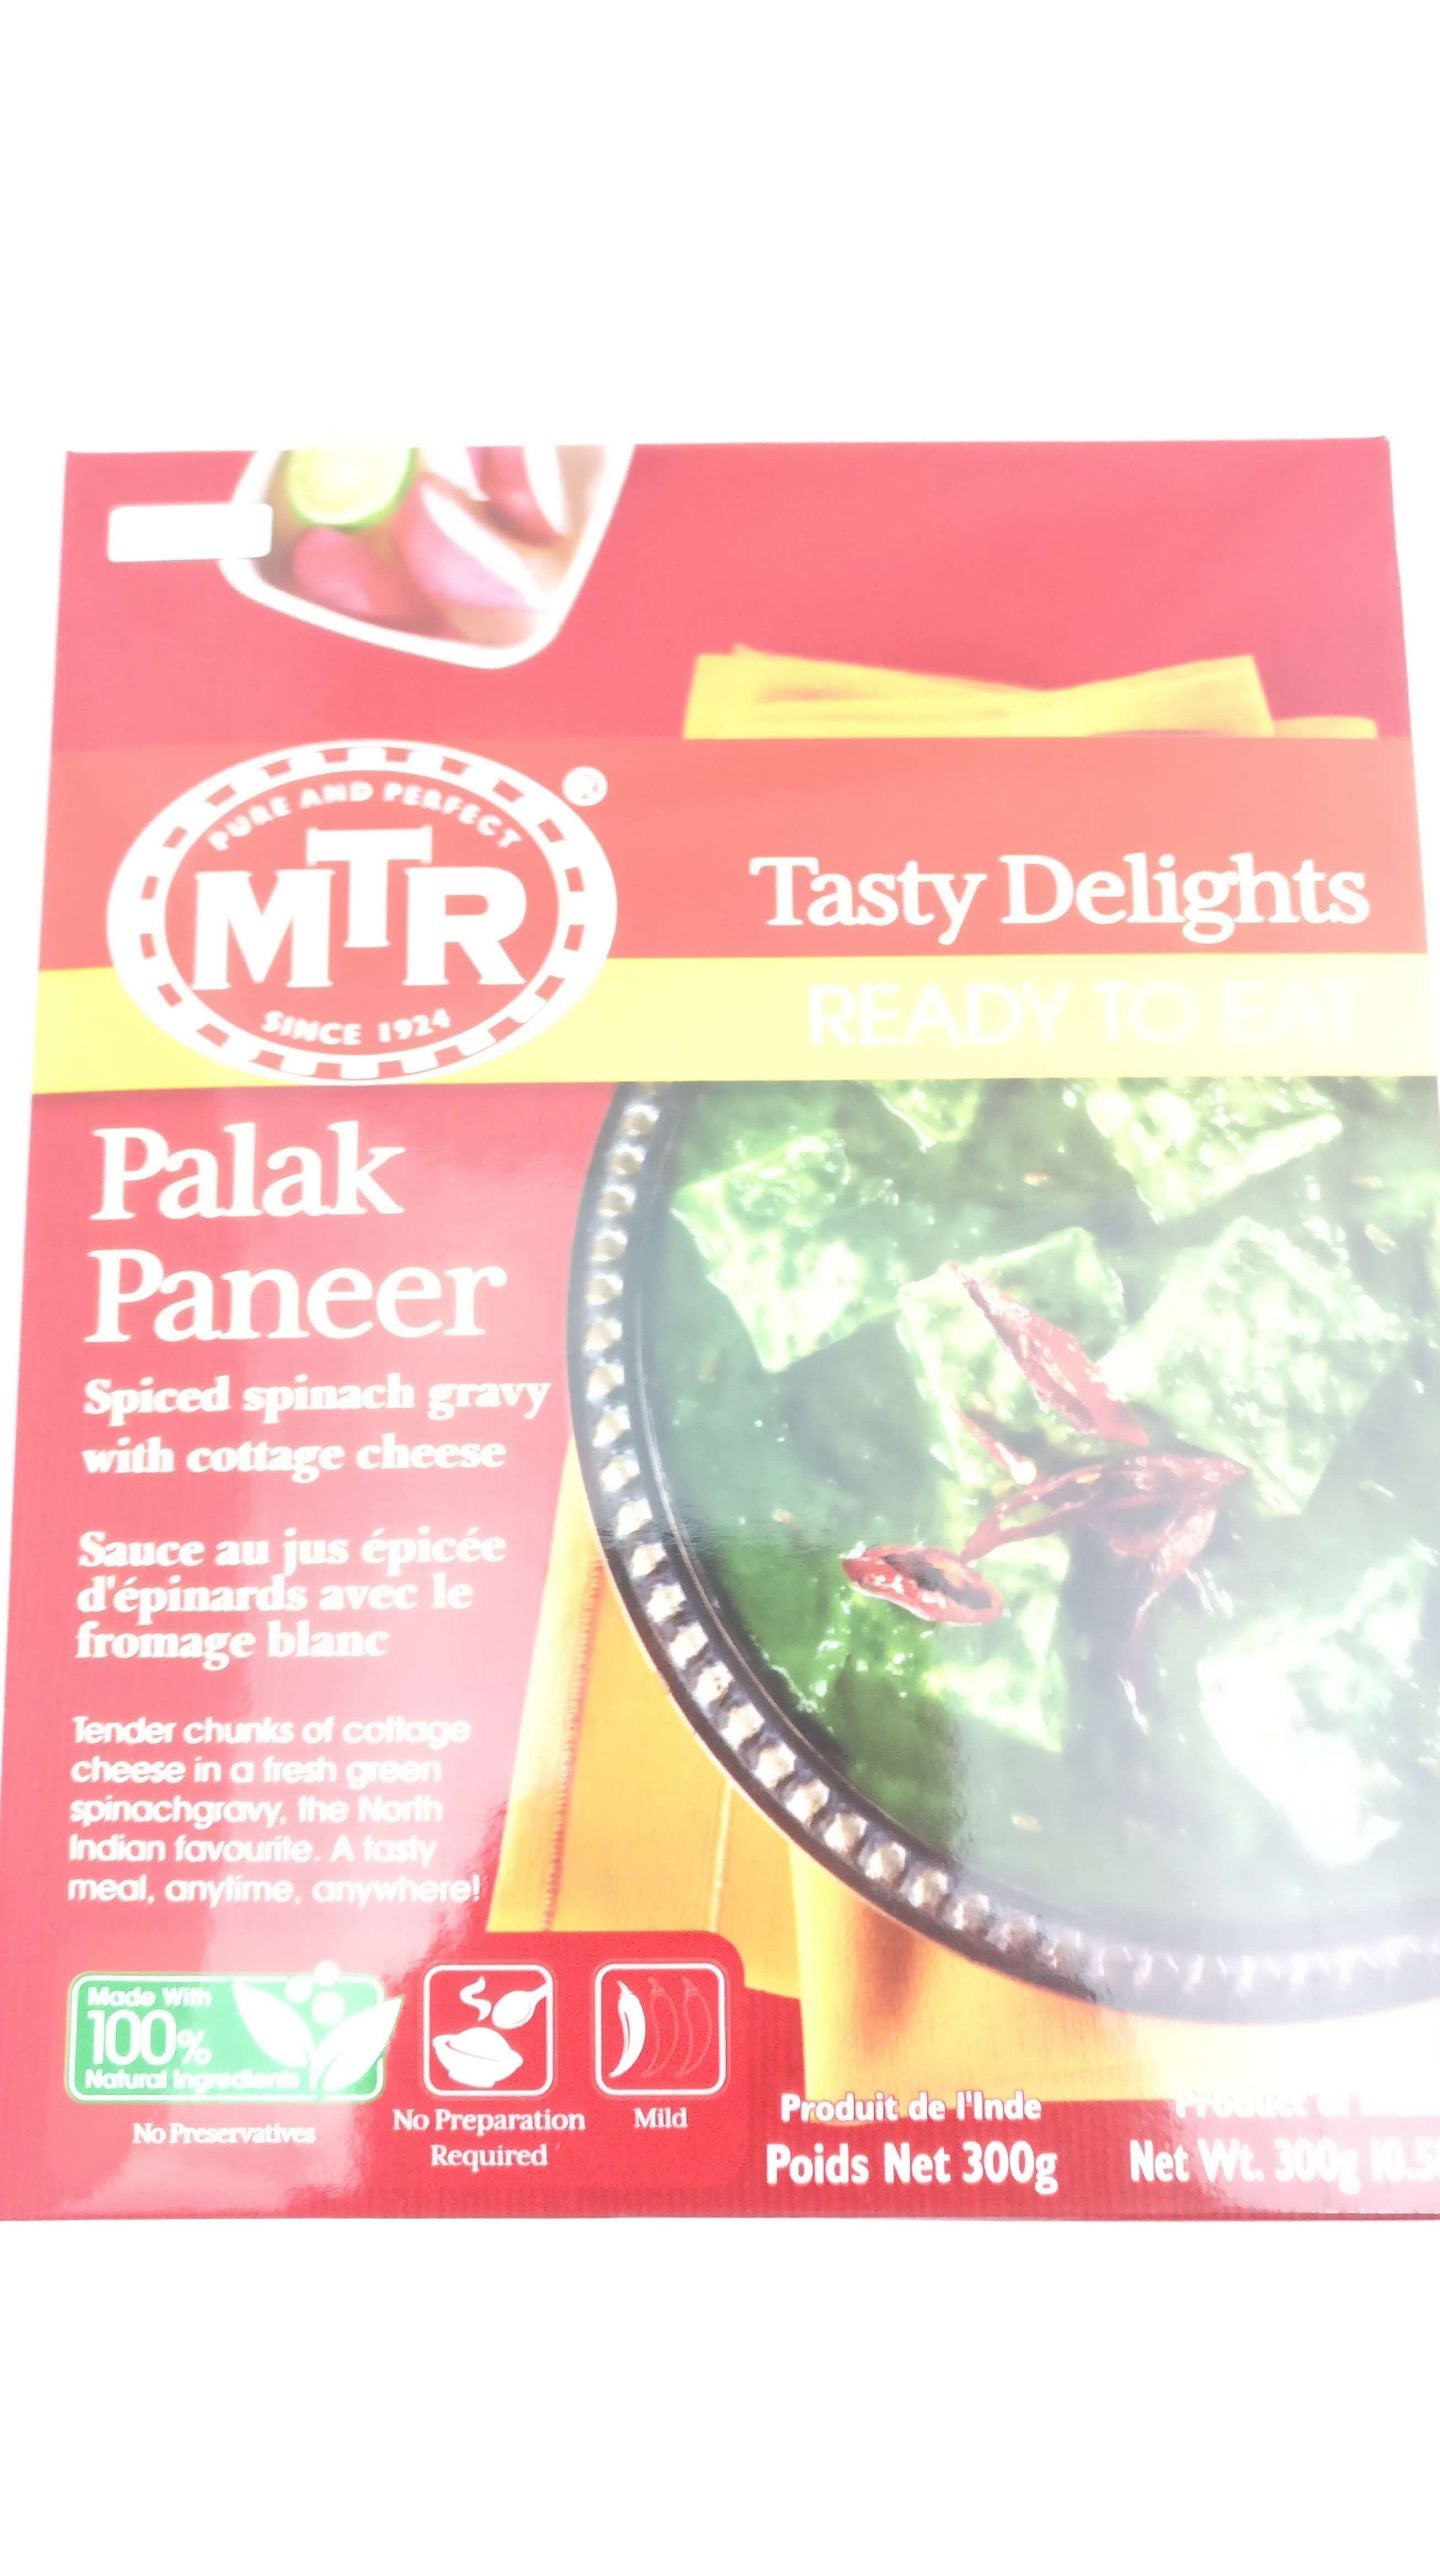 PURE AND PERFECT
MTR
®
SINCE 1924
Tasty Delights
READY TO EAT
Palak
Paneer
Spiced spinach gravy
with cottage cheese
Sauce au jus épicée
d'épinards avec le
fromage blanc
Tender chunks of cottage
cheese in a fresh green
spinachgravy, the North
Indian favourite. A tasty
meal, anytime, anywhere!
Made With
100%
Natural Ingredients
No Preservatives
No Preparation
Required
Mild
Produit de l'Inde
Poids Net 300g
Product of
Net Wt. 300g